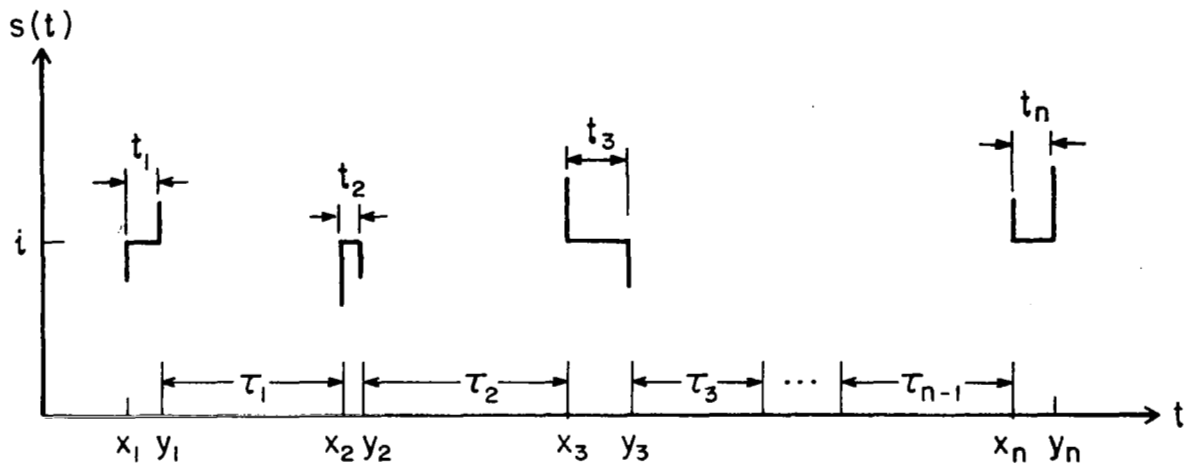 s(t)
t₁
t₂
t₃
tₙ
i
τ₁ τ₂ τ₃ ··· τₙ₋₁
t
x₁ y₁ x₂ y₂ x₃ y₃ xₙ yₙ